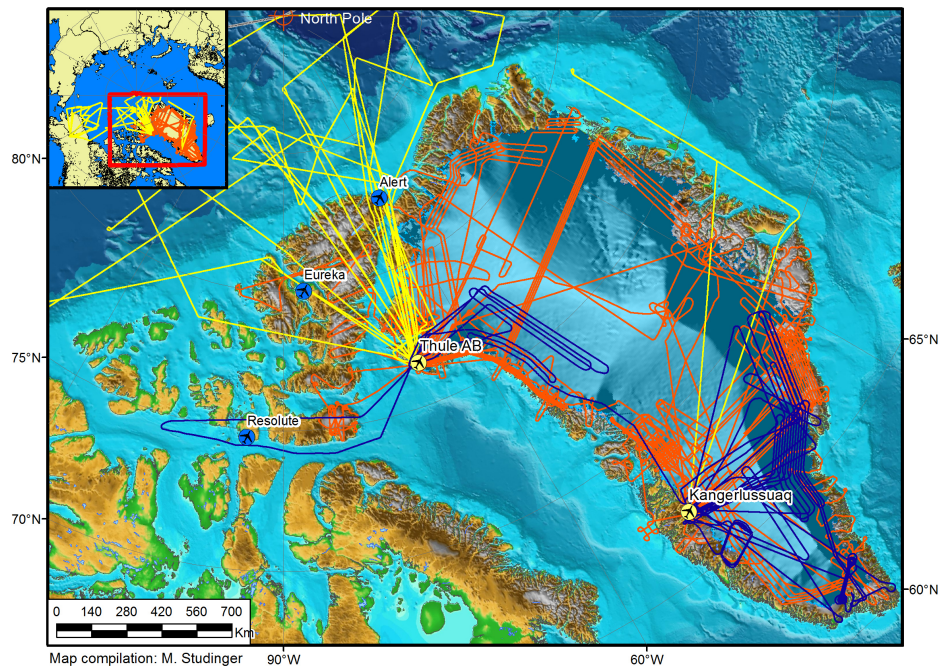 North Pole
80°N
Alert
Eureka
Thule AB
75°N
65°N
Resolute
Kangerlussuaq
70°N
60°N
0 140 280 420 560 700
Km
Map compilation: M. Studinger
90°W
60°W